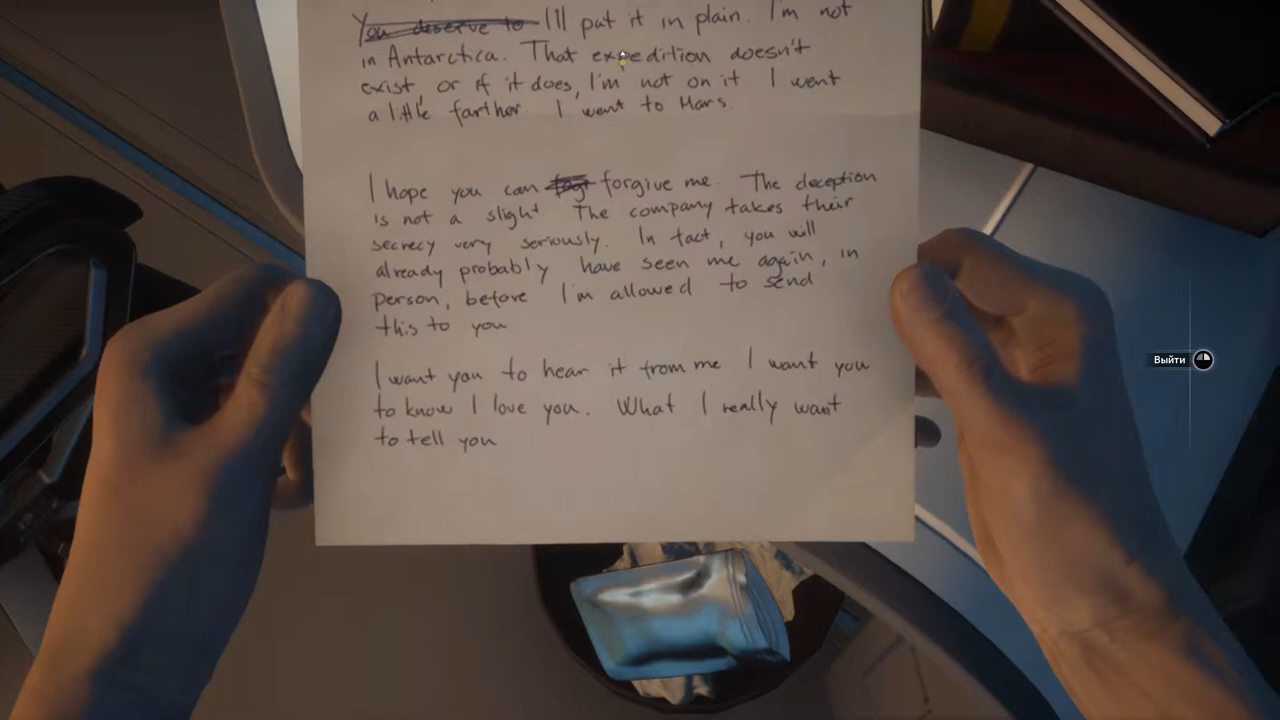 You deserve to I'll put it in plain. I'm not
in Antarctica. That expedition doesn't
exist, or if it does, I'm not on it I went
a little farther. I went to Mars.
I hope you can forgive me. The deception
is not a slight. The company takes their
secrecy very seriously. In fact, you will
already probably have seen me again, in
person, before I'm allowed to send
this to you
I want you to hear it from me I want you
to know I love you. What I really want
to tell you
Выйти